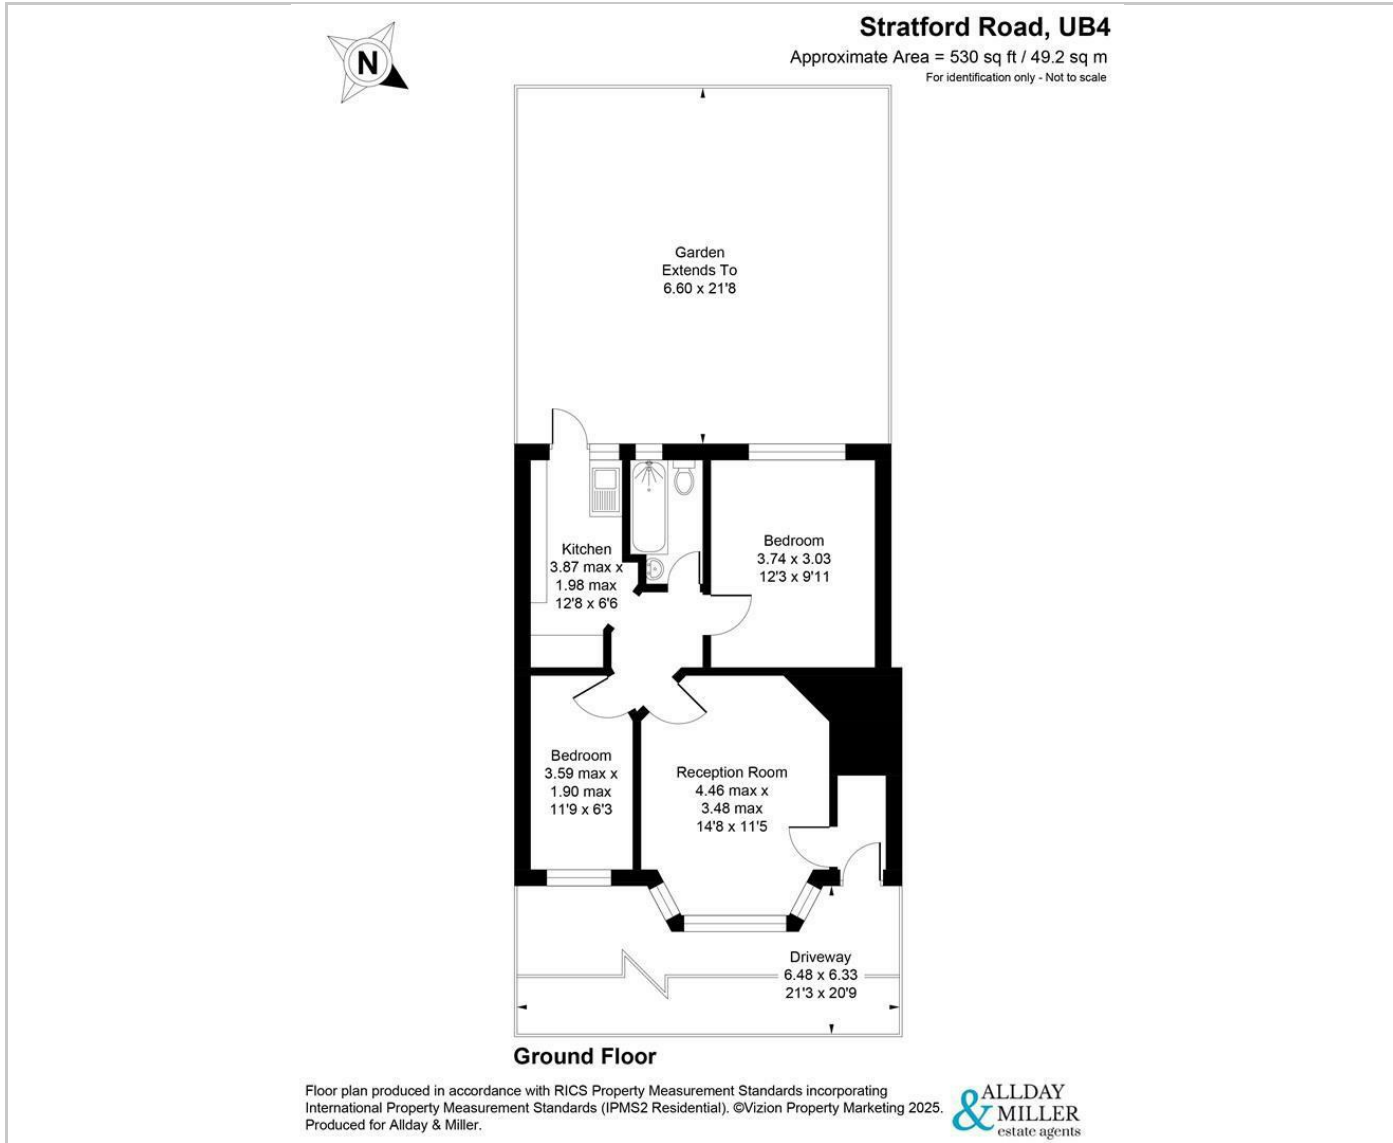 Stratford Road, UB4
Approximate Area = 530 sq ft / 49.2 sq m
For identification only - Not to scale
N
Garden
Extends To
6.60 x 21'8
Kitchen
3.87 max x
1.98 max
12'8 x 6'6
Bedroom
3.74 x 3.03
12'3 x 9'11
Bedroom
3.59 max x
1.90 max
11'9 x 6'3
Reception Room
4.46 max x
3.48 max
14'8 x 11'5
Driveway
6.48 x 6.33
21'3 x 20'9
Ground Floor
Floor plan produced in accordance with RICS Property Measurement Standards incorporating
International Property Measurement Standards (IPMS2 Residential). ©Vizion Property Marketing 2025.
Produced for Allday & Miller.
ALLDAY
& MILLER
estate agents